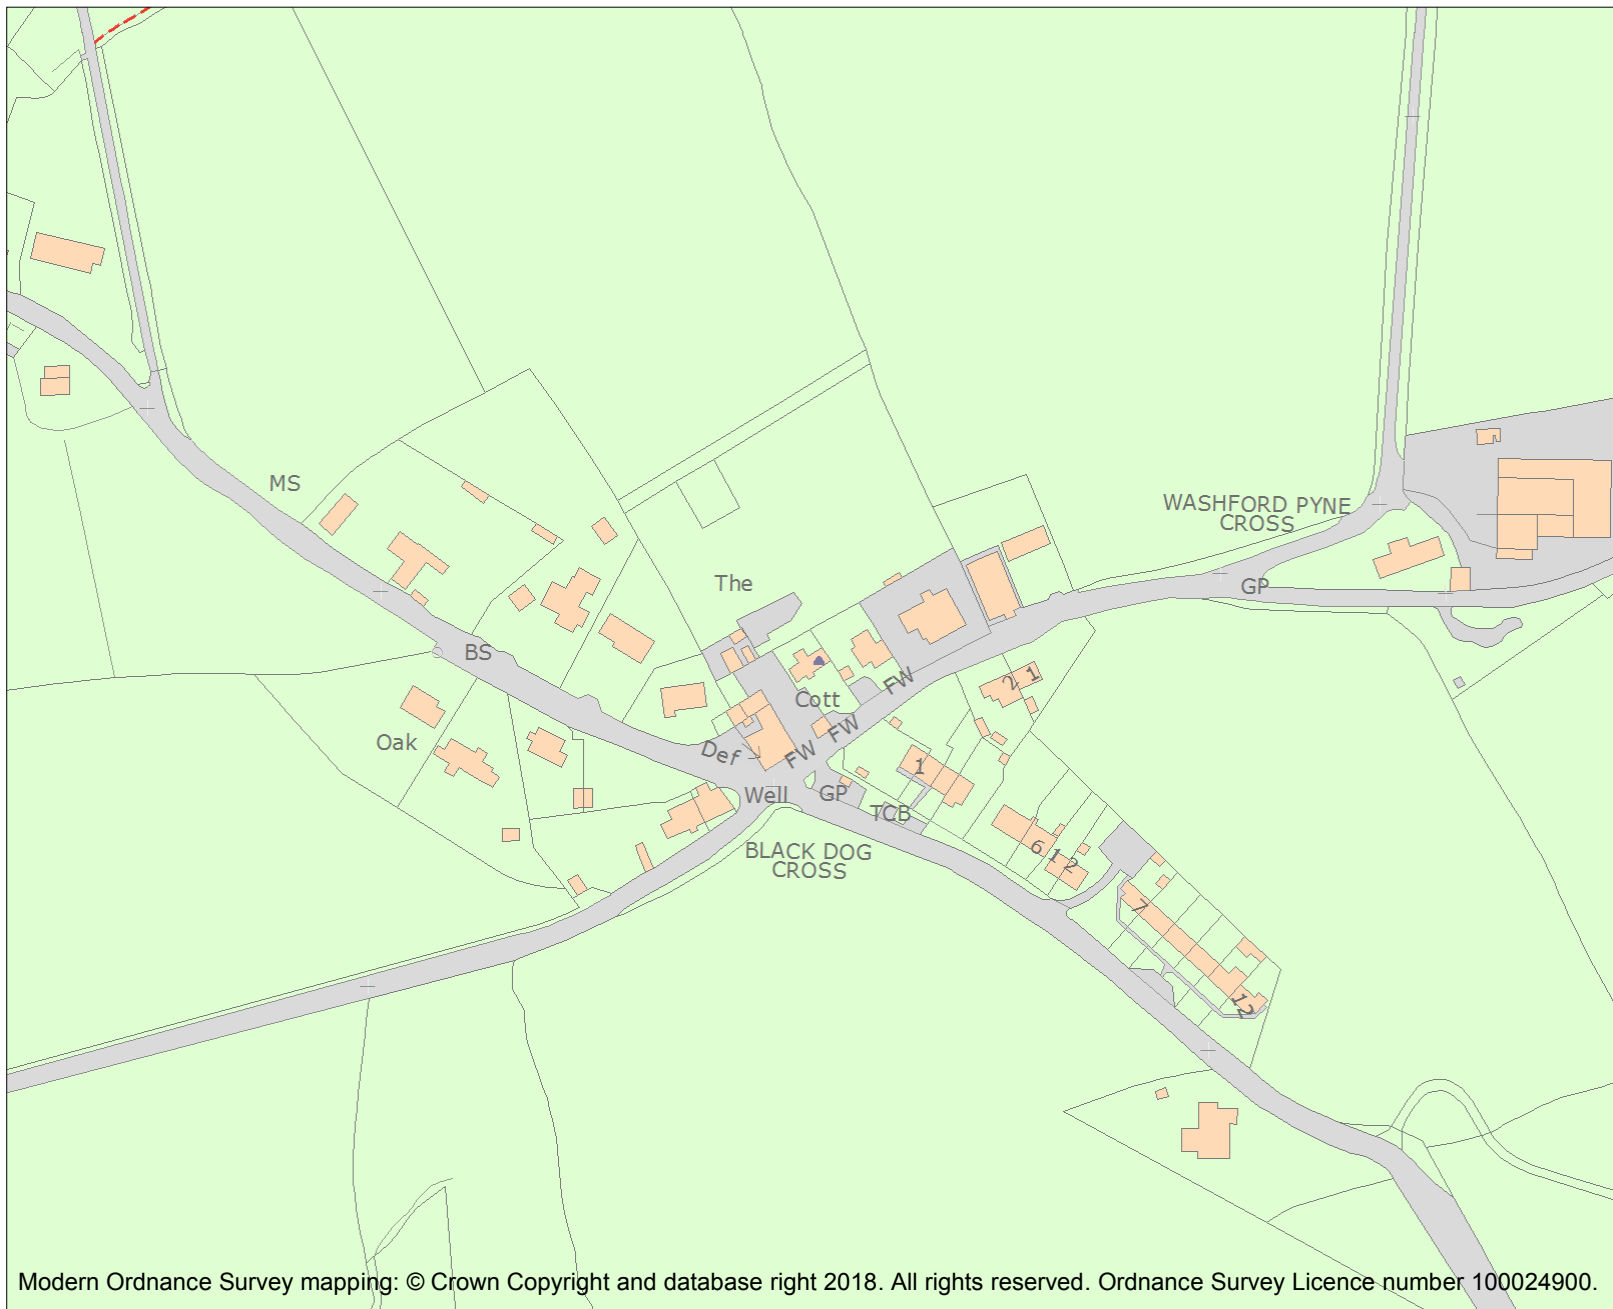 MS
WASHFORD PYNE
CROSS
GP
The
BS
2 1
Cott
FW
FW
FW
Oak
Def
1
Well
GP
TCB
BLACK DOG
CROSS
6 1 2
7
12
Modern Ordnance Survey mapping: © Crown Copyright and database right 2018. All rights reserved. Ordnance Survey Licence number 100024900.